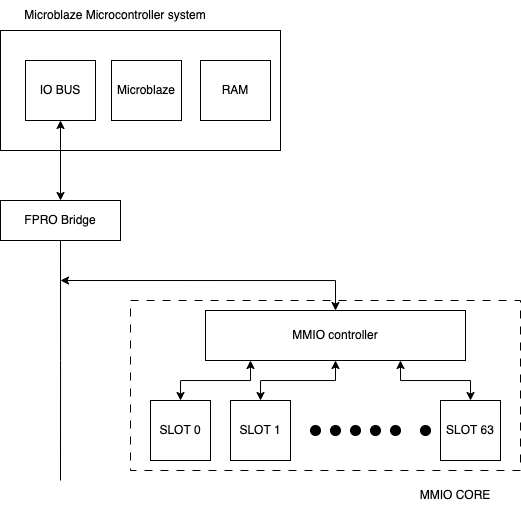 Microblaze Microcontroller system
IO BUS
Microblaze
RAM
FPRO Bridge
MMIO controller
SLOT 0
SLOT 1
SLOT 63
MMIO CORE